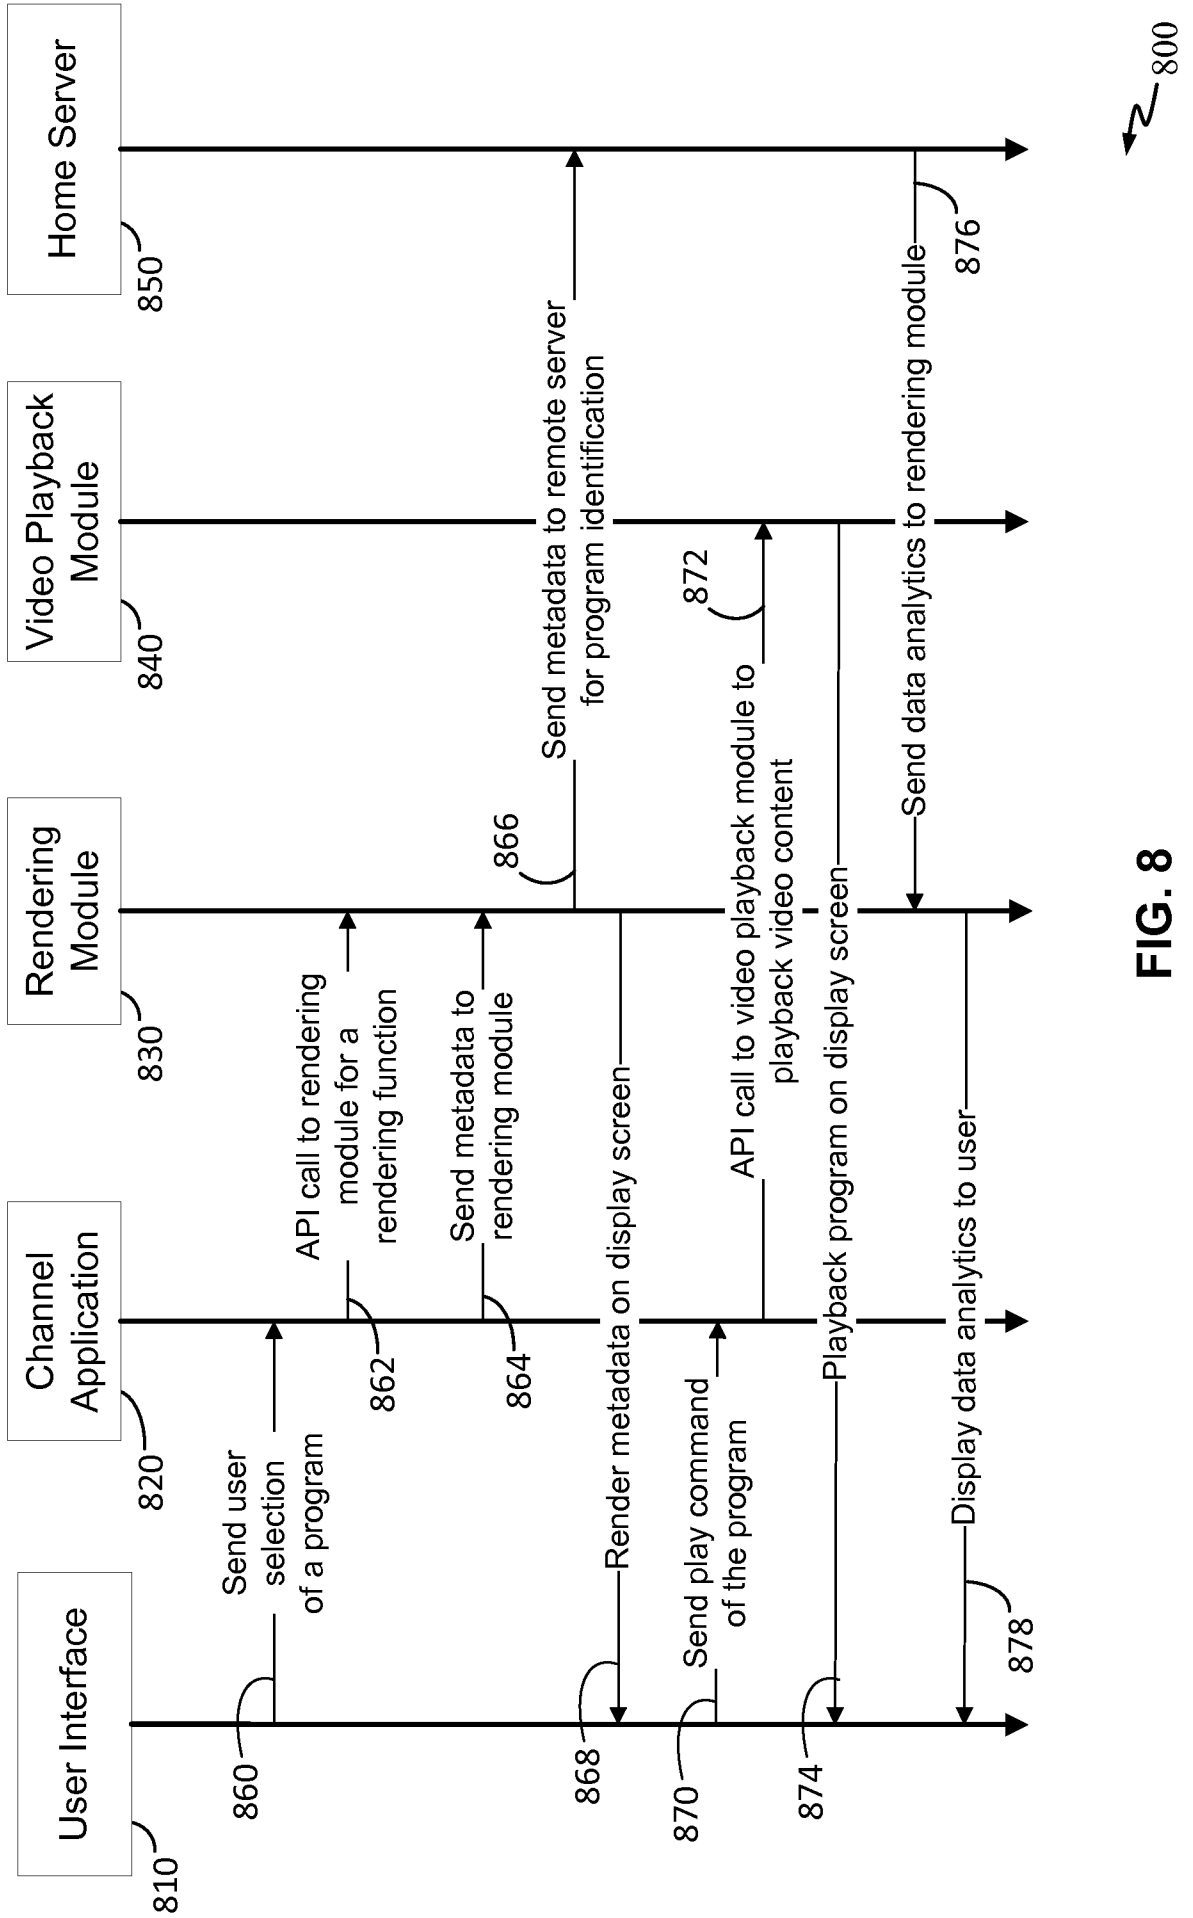 User Interface
810
Channel
Application
820
Rendering
Module
830
Video Playback
Module
840
Home Server
850
860
Send user
selection
of a program
862
API call to rendering
module for a
rendering function
864
Send metadata to
rendering module
866
Send metadata to remote server
for program identification
868
Render metadata on display screen
870
Send play command
of the program
872
API call to video playback module to
playback video content
874
Playback program on display screen
876
Send data analytics to rendering module
878
Display data analytics to user
FIG. 8
800